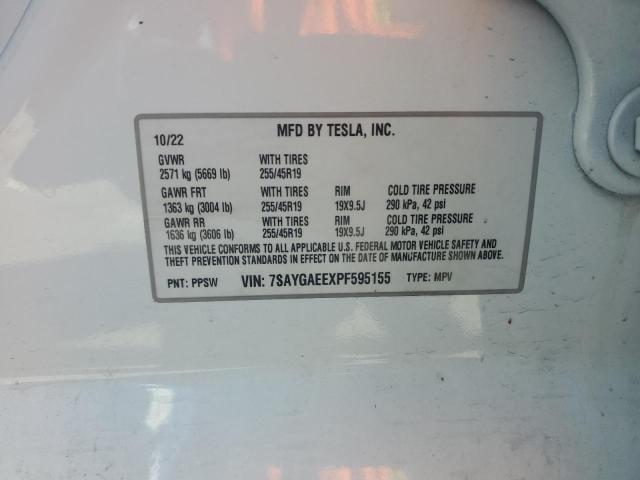 10/22 MFD BY TESLA, INC.
GVWR WITH TIRES
2571 kg (5669 lb) 255/45R19
GAWR FRT WITH TIRES RIM COLD TIRE PRESSURE
1363 kg (3004 lb) 255/45R19 19X9.5J 290 kPa, 42 psi
GAWR RR WITH TIRES RIM COLD TIRE PRESSURE
1636 kg (3606 lb) 255/45R19 19X9.5J 290 kPa, 42 psi
THIS VEHICLE CONFORMS TO ALL APPLICABLE U.S. FEDERAL MOTOR VEHICLE SAFETY AND
THEFT PREVENTION STANDARDS IN EFFECT ON THE DATE OF MANUFACTURE SHOWN ABOVE.
PNT: PPSW VIN: 7SAYGAEEXPF595155 TYPE: MPV